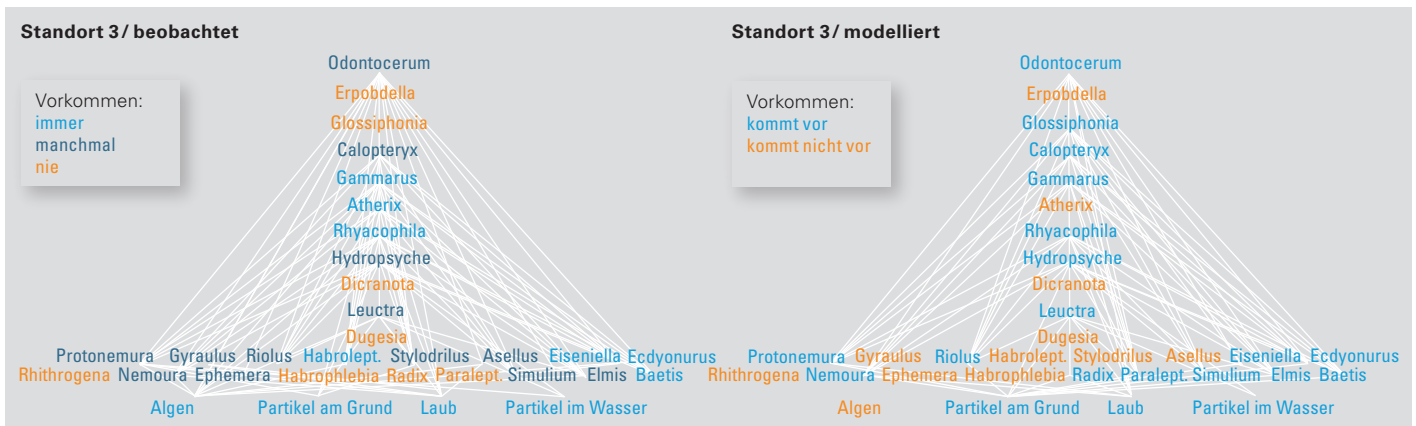 Standort 3 / beobachtet
Odontocerum
Vorkommen:
immer
manchmal
nie
Erpobdella
Glossiphonia
Calopteryx
Gammarus
Atherix
Rhyacophila
Hydropsyche
Dicranota
Leuctra
Dugesia
Protonemura Gyraulus Riolus Habrolept. Stylodrilus Asellus Eiseniella Ecdyonurus
Rhithrogena Nemoura Ephemera Habrophlebia Radix Paralept. Simulium Elmis Baetis
Algen Partikel am Grund Laub Partikel im Wasser
Standort 3 / modelliert
Odontocerum
Vorkommen:
kommt vor
kommt nicht vor
Erpobdella
Glossiphonia
Calopteryx
Gammarus
Atherix
Rhyacophila
Hydropsyche
Dicranota
Leuctra
Dugesia
Protonemura Gyraulus Riolus Habrolept. Stylodrilus Asellus Eiseniella Ecdyonurus
Rhithrogena Nemoura Ephemera Habrophlebia Radix Paralept. Simulium Elmis Baetis
Algen Partikel am Grund Laub Partikel im Wasser